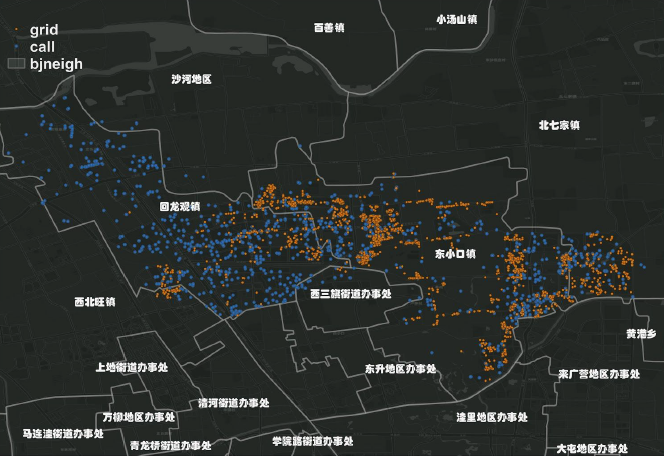 grid
call
bjneigh
百善镇
小汤山镇
沙河地区
北七家镇
回龙观镇
东小口镇
西三旗街道办事处
西北旺镇
黄港乡
上地街道办事处
东升地区办事处
来广营地区办事处
清河街道办事处
万柳地区办事处
洼里地区办事处
马连洼街道办事处
青龙桥街道办事处
学院路街道办事处
大屯地区办事处